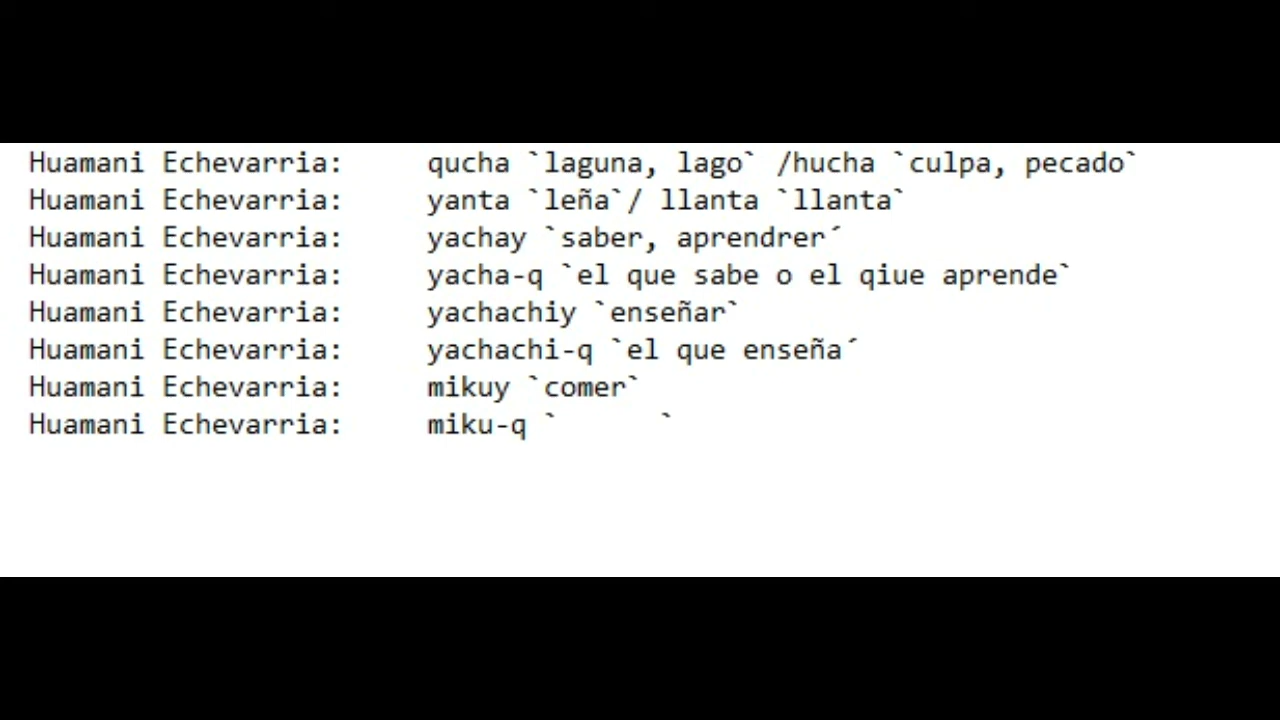 Huamani Echevarria: qucha `laguna, lago` /hucha `culpa, pecado`
Huamani Echevarria: yanta `leña`/ llanta `llanta`
Huamani Echevarria: yachay `saber, aprendrer´
Huamani Echevarria: yacha-q `el que sabe o el qiue aprende`
Huamani Echevarria: yachachiy `enseñar`
Huamani Echevarria: yachachi-q `el que enseña´
Huamani Echevarria: mikuy `comer`
Huamani Echevarria: miku-q ` `